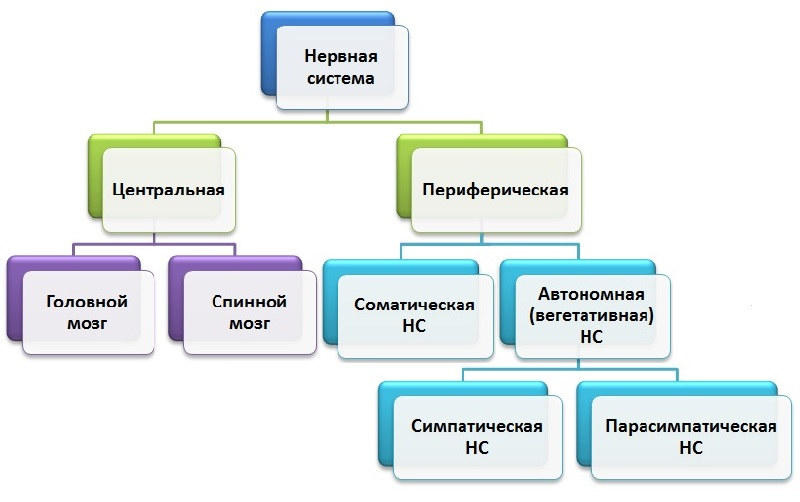 Нервная
система
Центральная
Периферическая
Головной
мозг
Спинной
мозг
Соматическая
НС
Автономная
(вегетативная)
НС
Симпатическая
НС
Парасимпатическая
НС